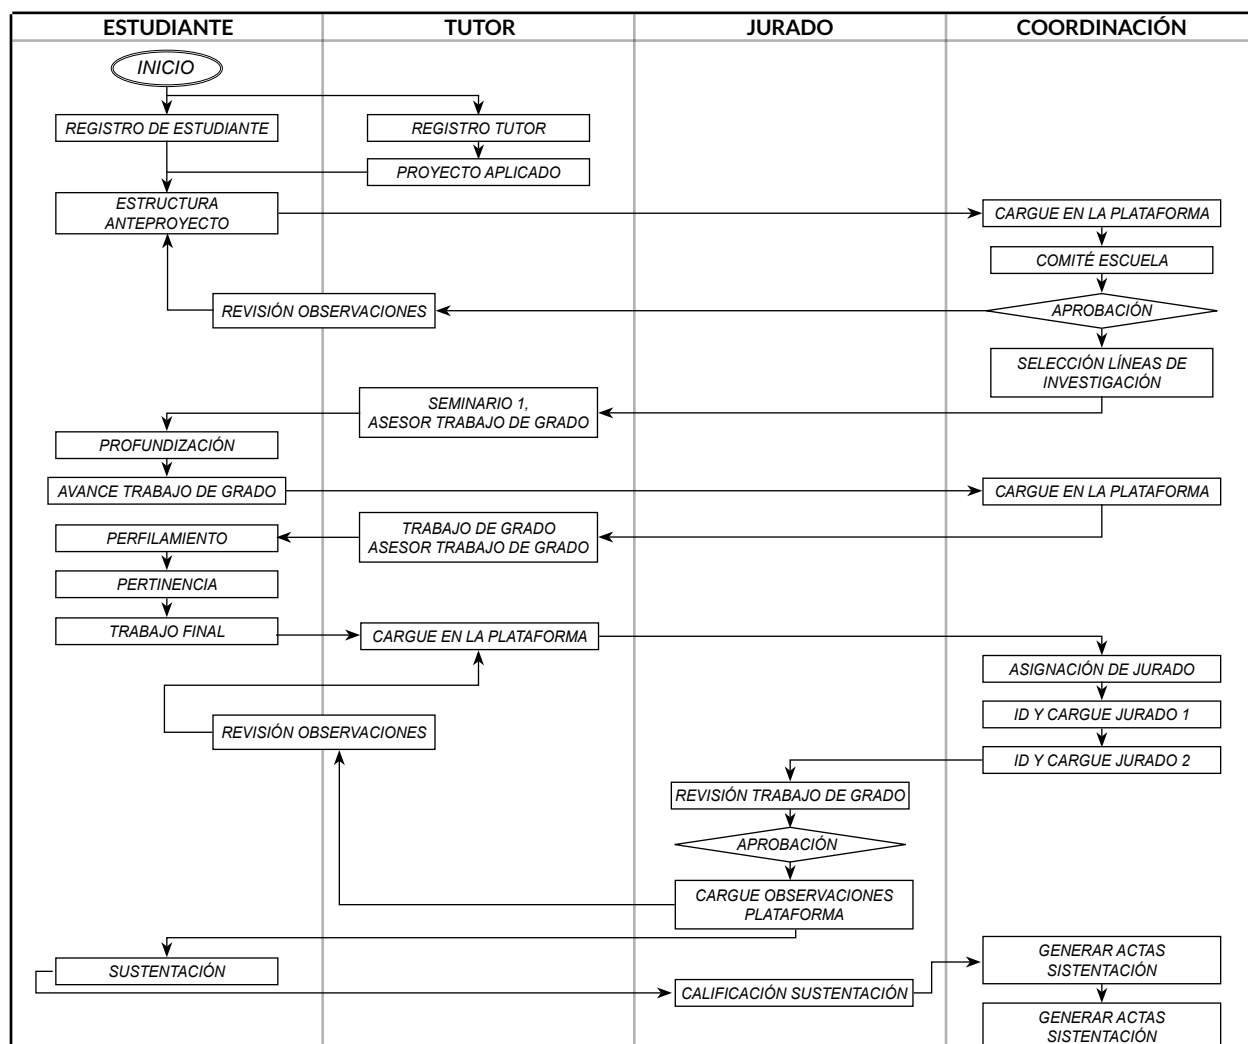 ESTUDIANTE
TUTOR
JURADO
COORDINACIÓN
INICIO
REGISTRO DE ESTUDIANTE
REGISTRO TUTOR
PROYECTO APLICADO
ESTRUCTURA
ANTEPROYECTO
CARGUE EN LA PLATAFORMA
COMITÉ ESCUELA
REVISIÓN OBSERVACIONES
APROBACIÓN
SELECCIÓN LÍNEAS DE
INVESTIGACIÓN
SEMINARIO 1,
ASESOR TRABAJO DE GRADO
PROFUNDIZACIÓN
AVANCE TRABAJO DE GRADO
CARGUE EN LA PLATAFORMA
PERFILAMIENTO
TRABAJO DE GRADO
ASESOR TRABAJO DE GRADO
PERTINENCIA
TRABAJO FINAL
CARGUE EN LA PLATAFORMA
ASIGNACIÓN DE JURADO
ID Y CARGUE JURADO 1
REVISIÓN OBSERVACIONES
ID Y CARGUE JURADO 2
REVISIÓN TRABAJO DE GRADO
APROBACIÓN
CARGUE OBSERVACIONES
PLATAFORMA
SUSTENTACIÓN
CALIFICACIÓN SUSTENTACIÓN
GENERAR ACTAS
SISTENTACIÓN
GENERAR ACTAS
SISTENTACIÓN